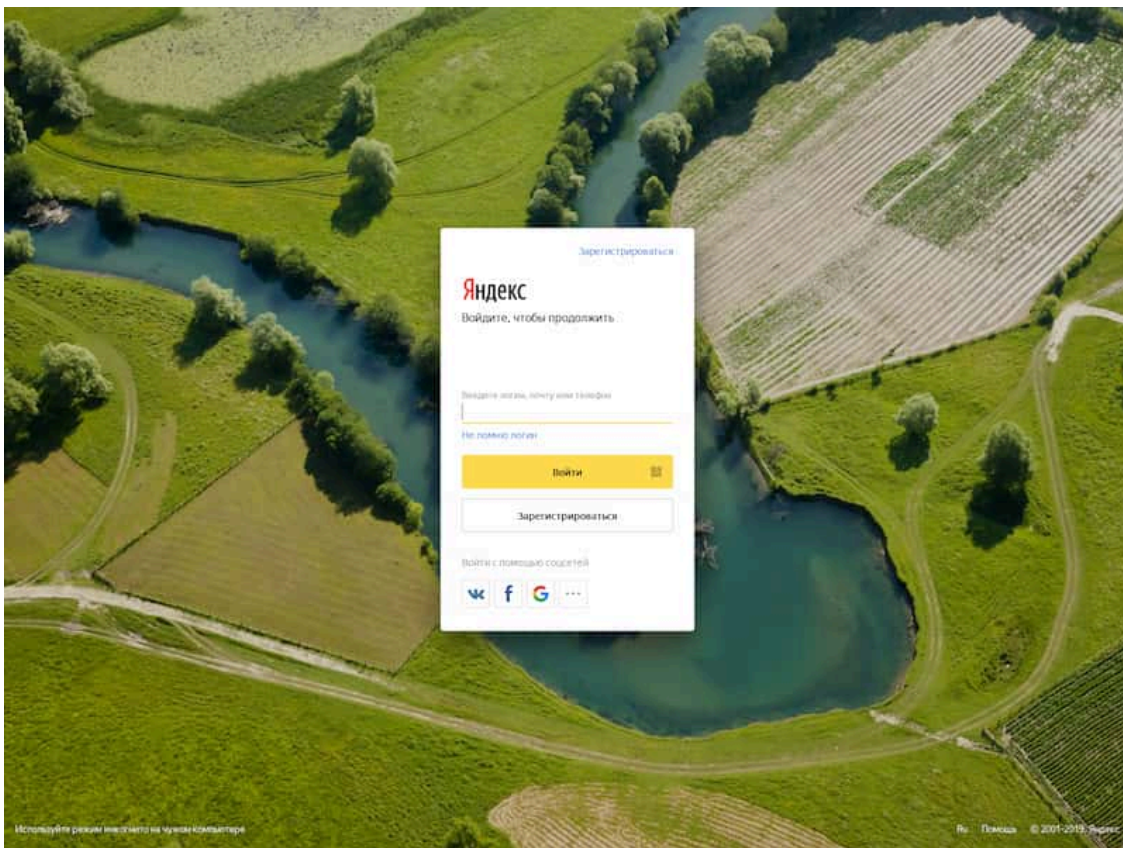 Зарегистрироваться
Яндекс
Войдите, чтобы продолжить
Введите логин, почту или телефон
Не помню логин
Войти
Зарегистрироваться
Войти с помощью соцсетей
Используйте режим инкогнито на чужом компьютере
Ru Помощь © 2001-2019, Яндекс